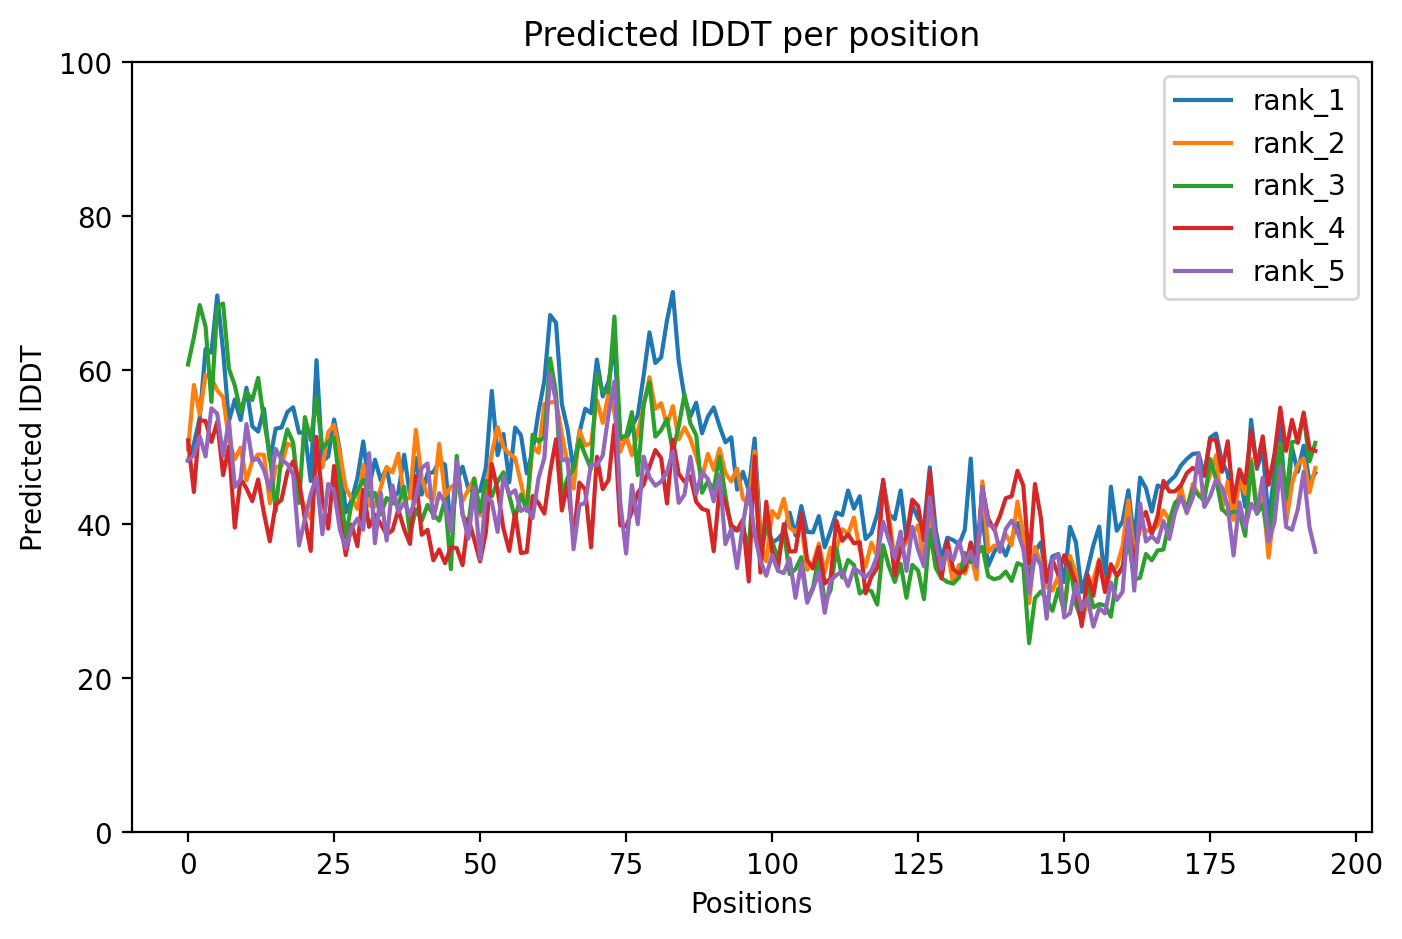 Predicted lDDT per position
100
80
60
40
20
0
Predicted lDDT
rank_1
rank_2
rank_3
rank_4
rank_5
0 25 50 75 100 125 150 175 200
Positions